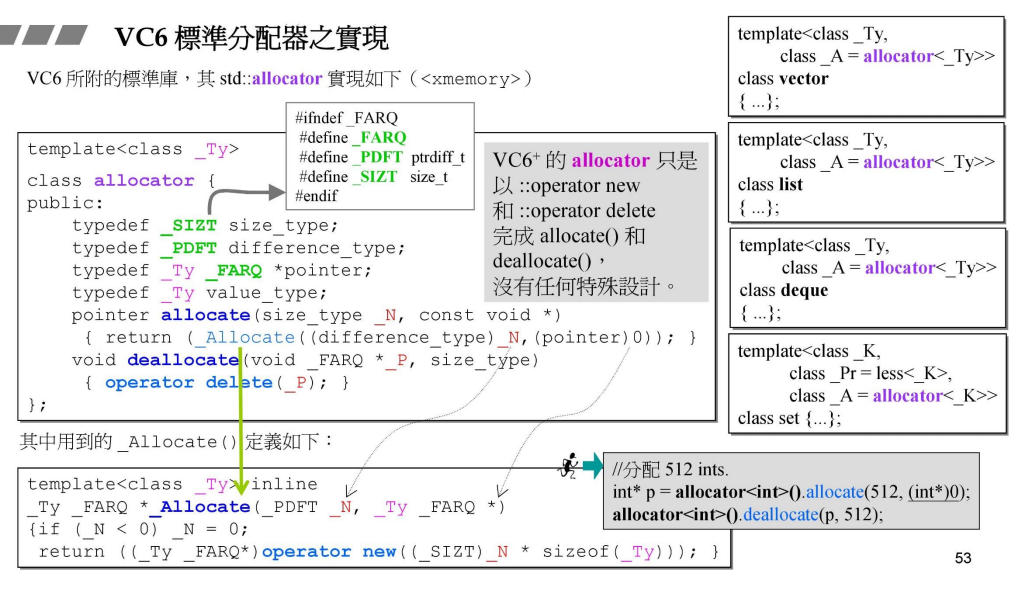 VC6 標準分配器之實現
VC6 所附的標準庫,其 std::allocator 實現如下(<xmemory>)
#ifndef _FARQ
#define _FARQ
#define _PDFT ptrdiff_t
#define _SIZT size_t
#endif
template<class _Ty>
class allocator {
public:
typedef _SIZT size_type;
typedef _PDFT difference_type;
typedef _Ty _FARQ *pointer;
typedef _Ty value_type;
pointer allocate(size_type _N, const void *)
{ return (_Allocate((difference_type)_N,(pointer)0)); }
void deallocate(void _FARQ * _P, size_type)
{ operator delete(_P); }
};
VC6+ 的 allocator 只是
以 ::operator new
和 ::operator delete
完成 allocate() 和
deallocate(),
沒有任何特殊設計。
其中用到的 _Allocate() 定義如下:
template<class _Ty> inline
_Ty _FARQ *_Allocate(_PDFT _N, _Ty _FARQ *)
{if (_N < 0) _N = 0;
return ((_Ty _FARQ*)operator new((_SIZT)_N * sizeof(_Ty))); }
template<class _Ty,
class _A = allocator<_Ty>>
class vector
{ ...};
template<class _Ty,
class _A = allocator<_Ty>>
class list
{ ...};
template<class _Ty,
class _A = allocator<_Ty>>
class deque
{ ...};
template<class _K,
class _Pr = less<_K>,
class _A = allocator<_K>>
class set {...};
//分配 512 ints.
int* p = allocator<int>().allocate(512, (int*)0);
allocator<int>().deallocate(p, 512);
53